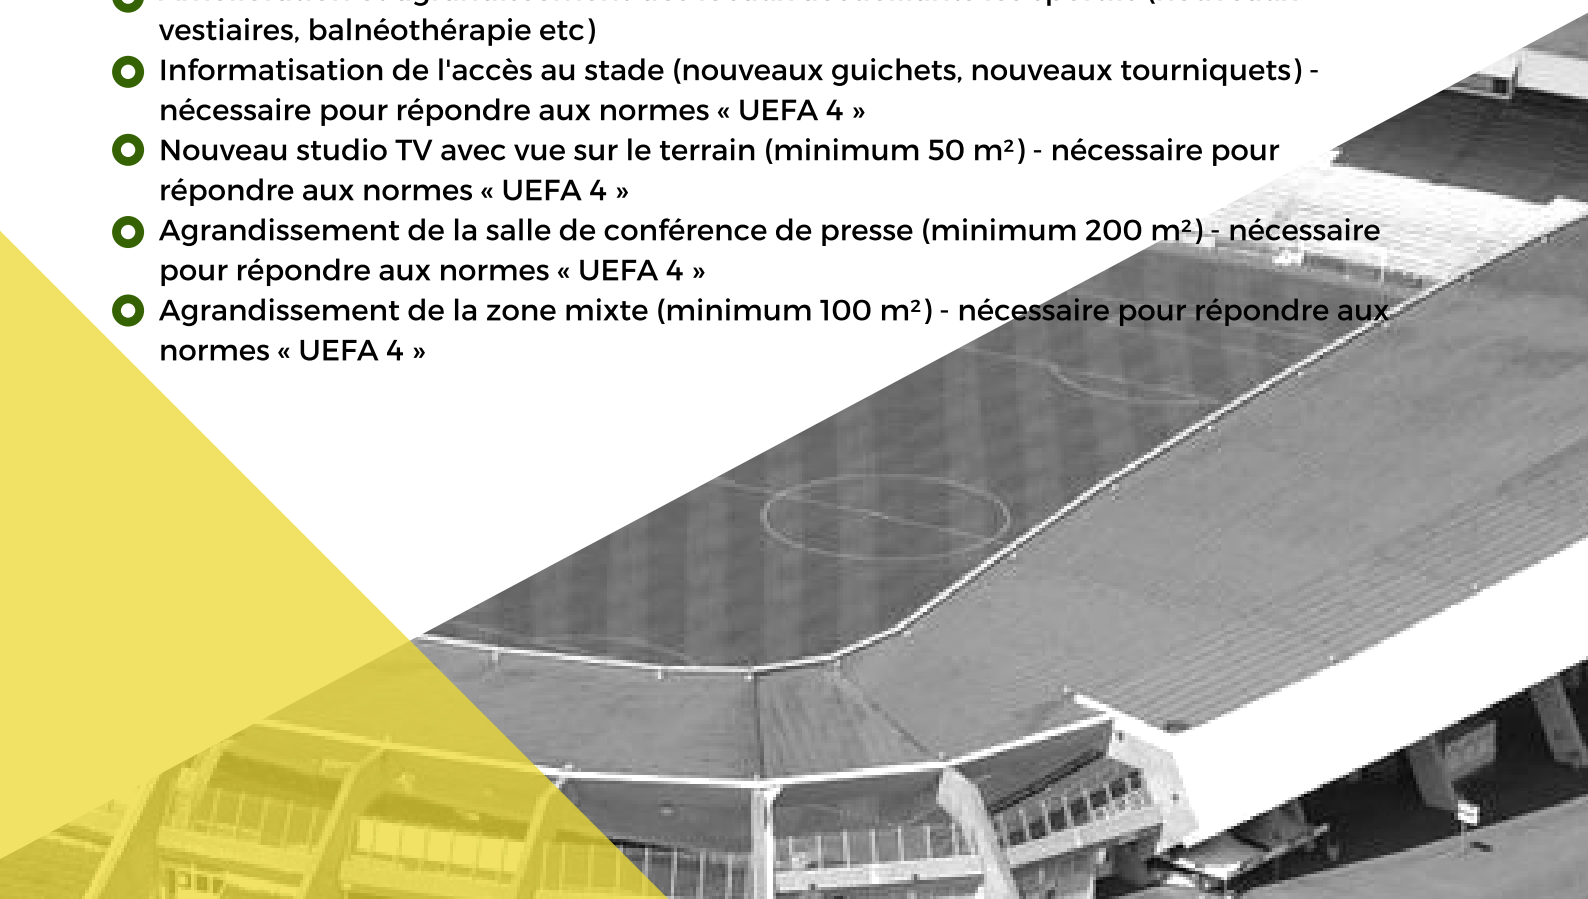 vestiaires, balnéothérapie etc)
Informatisation de l'accès au stade (nouveaux guichets, nouveaux tourniquets) -
nécessaire pour répondre aux normes « UEFA 4 »
Nouveau studio TV avec vue sur le terrain (minimum 50 m²) - nécessaire pour
répondre aux normes « UEFA 4 »
Agrandissement de la salle de conférence de presse (minimum 200 m²) - nécessaire
pour répondre aux normes « UEFA 4 »
Agrandissement de la zone mixte (minimum 100 m²) - nécessaire pour répondre aux
normes « UEFA 4 »